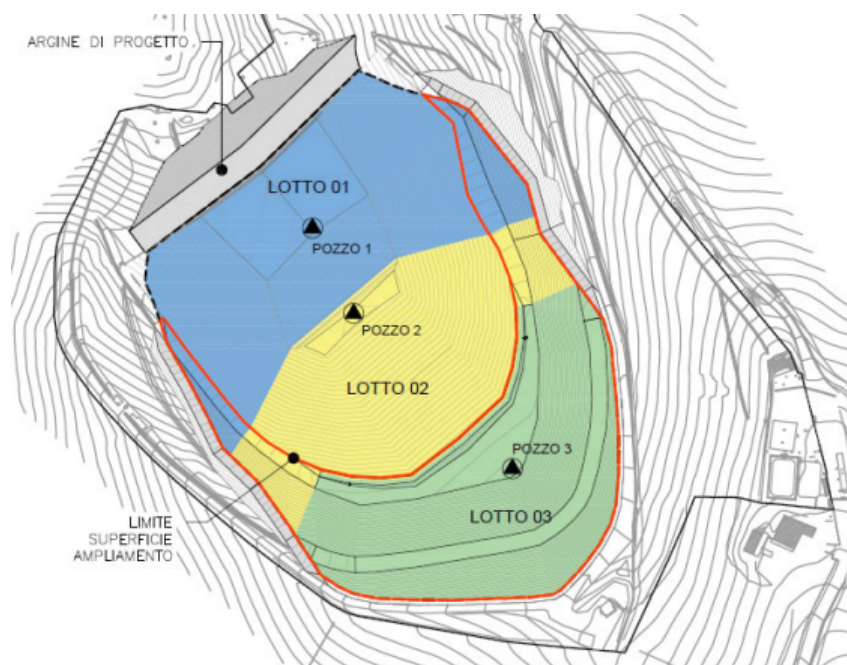 ARGINE DI PROGETTO
LOTTO 01
POZZO 1
POZZO 2
LOTTO 02
POZZO 3
LOTTO 03
LIMITE
SUPERFICIE
AMPLIAMENTO